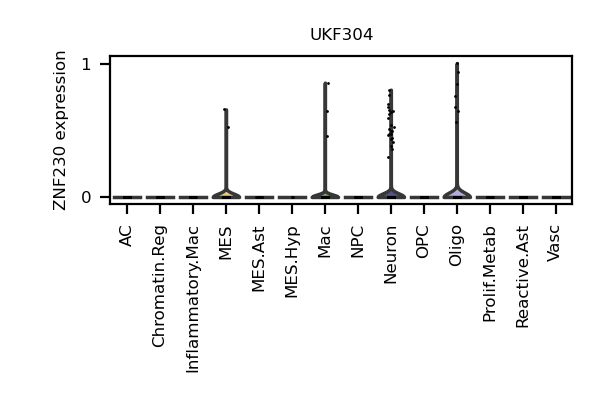 UKF304
ZNF230 expression
1
0
AC
Chromatin.Reg
Inflammatory.Mac
MES
MES.Ast
MES.Hyp
Mac
NPC
Neuron
OPC
Oligo
Prolif.Metab
Reactive.Ast
Vasc